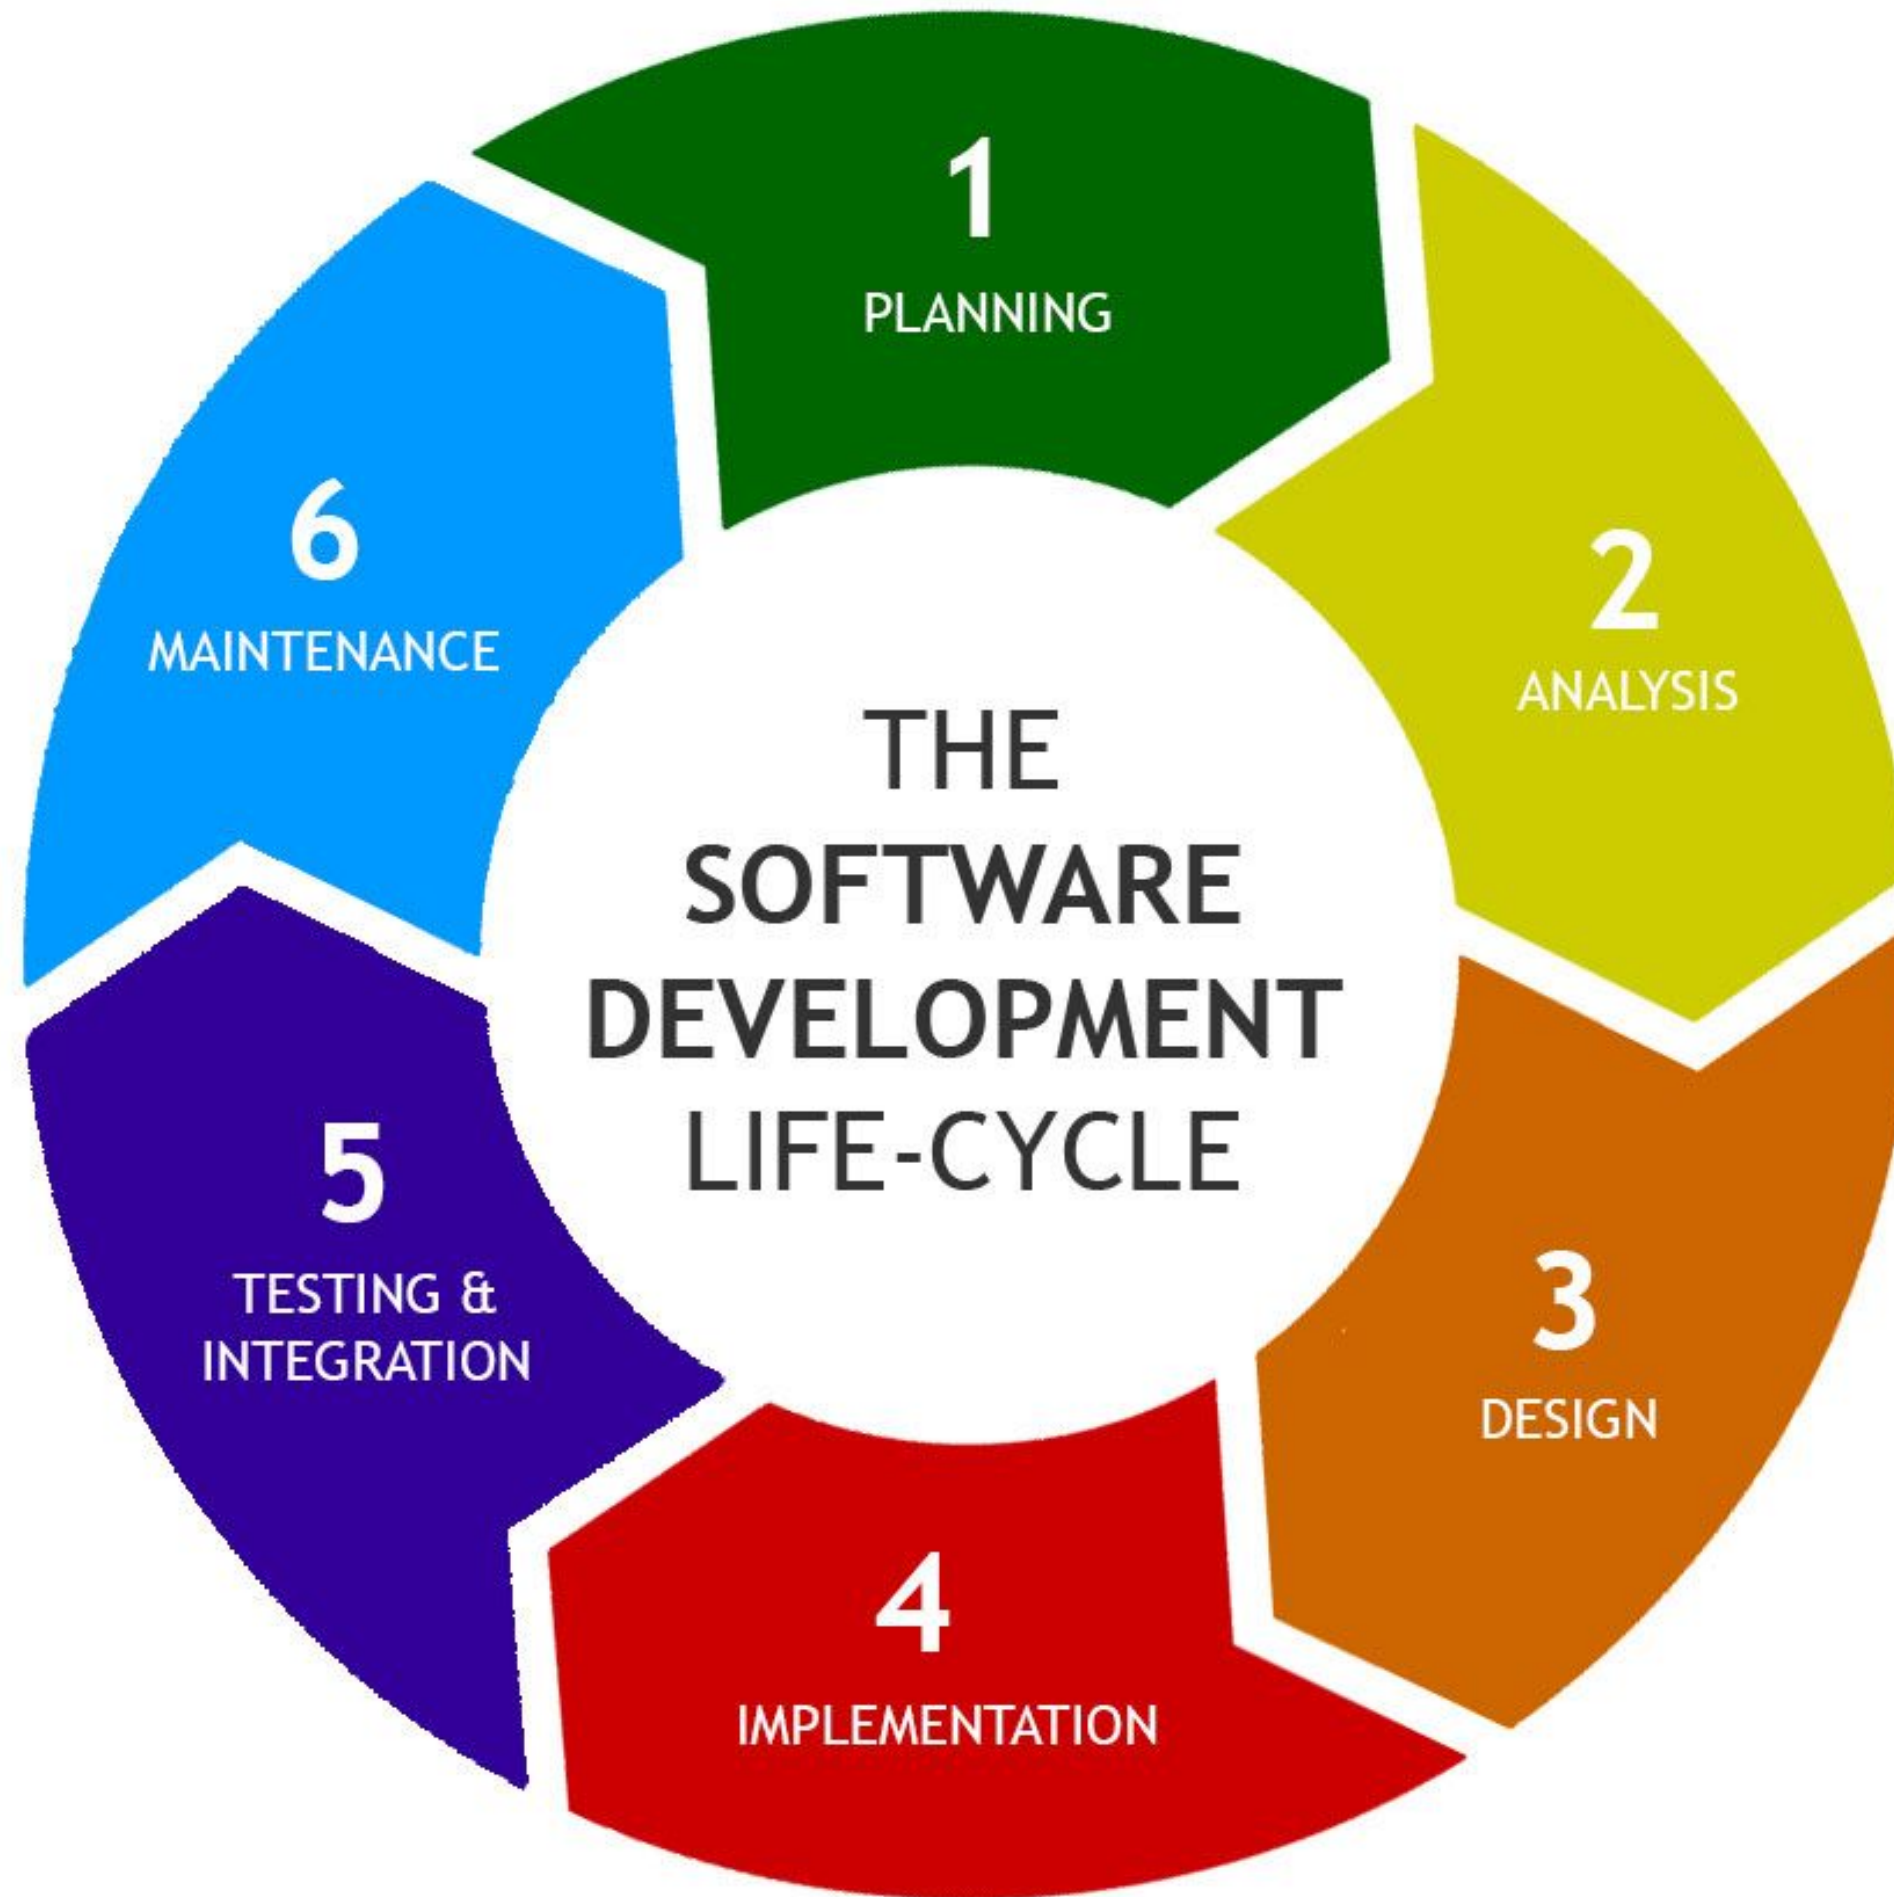 THE
SOFTWARE
DEVELOPMENT
LIFE-CYCLE
1
PLANNING
2
ANALYSIS
3
DESIGN
4
IMPLEMENTATION
5
TESTING &
INTEGRATION
6
MAINTENANCE